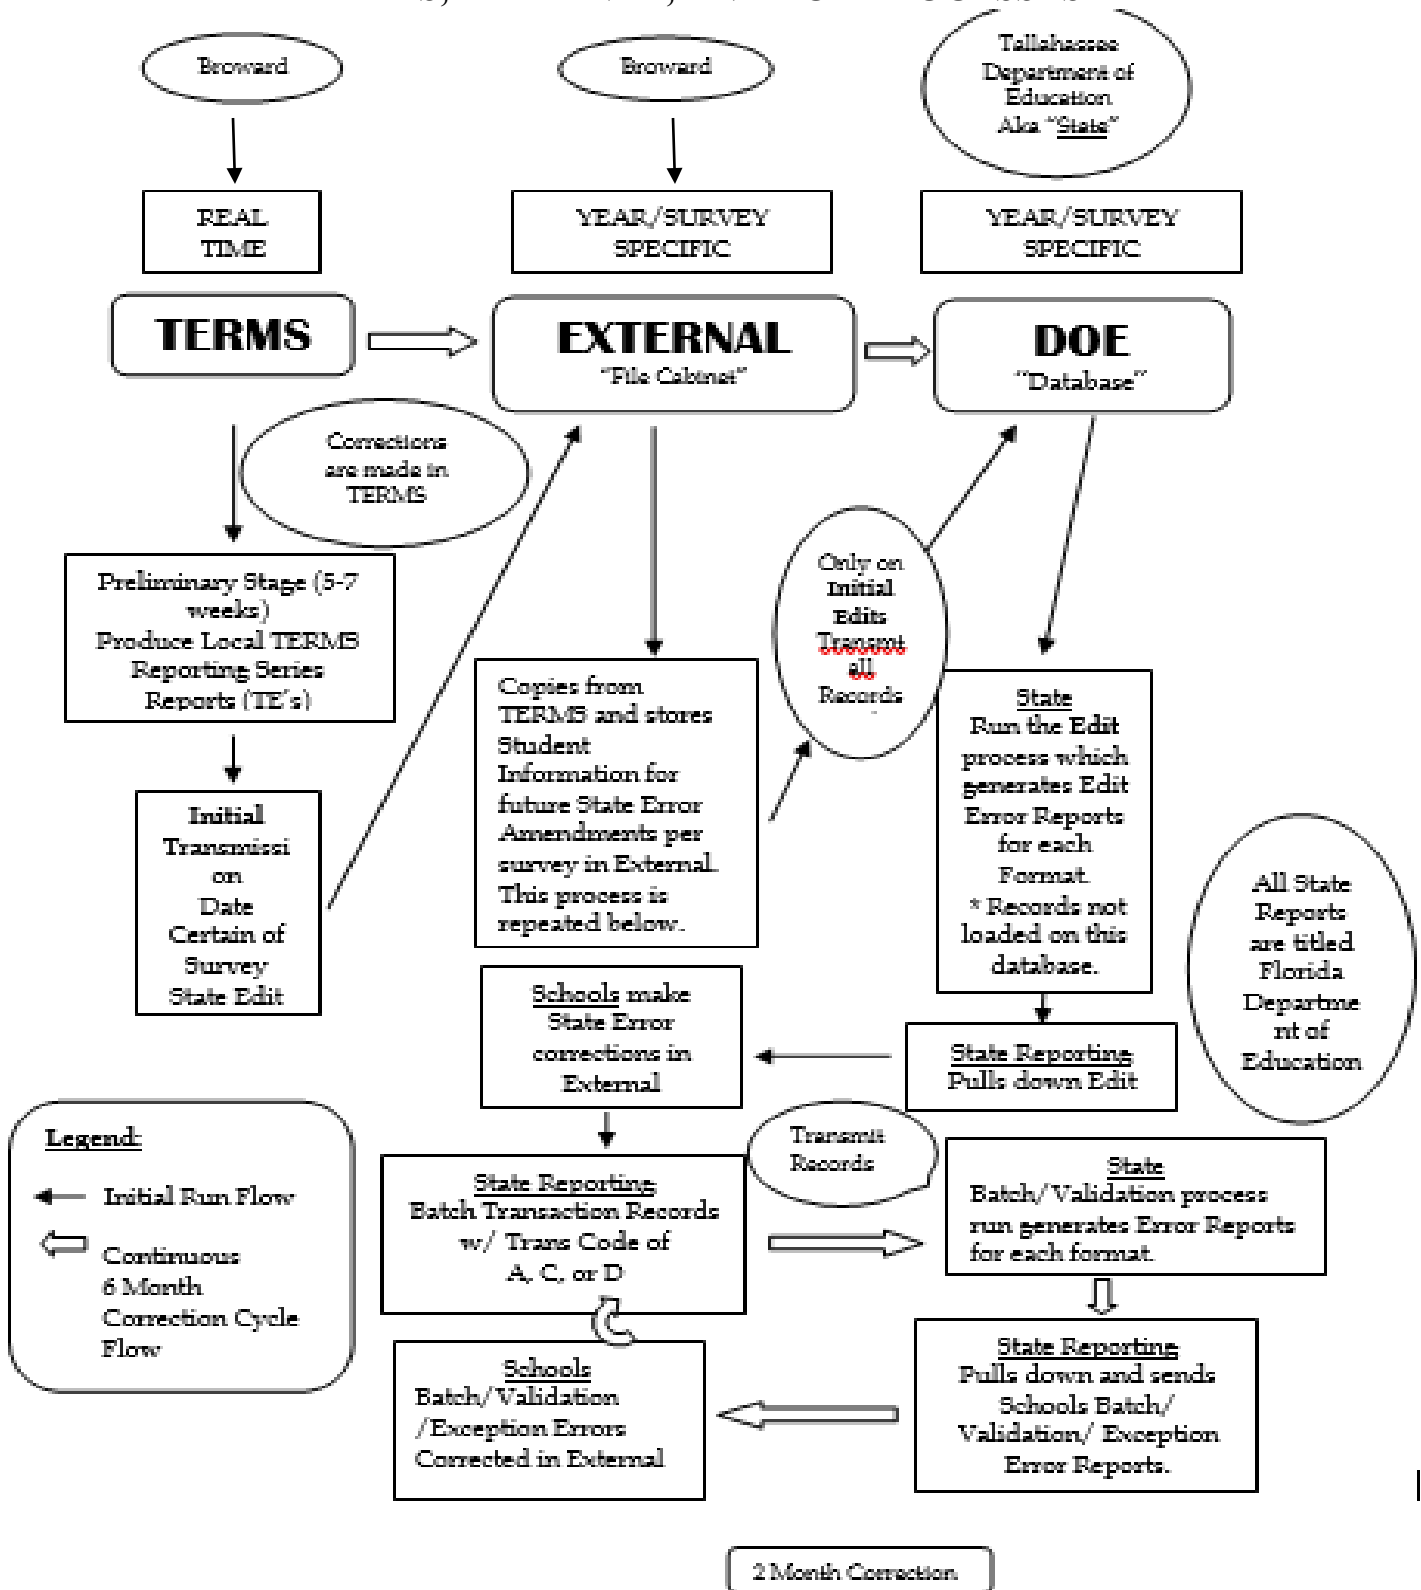 Broward
Broward
Tallahassee
Department of
Education
Aka “State”
REAL
TIME
YEAR/SURVEY
SPECIFIC
YEAR/SURVEY
SPECIFIC
TERMS
EXTERNAL
“File Cabinet”
DOE
“Database”
Corrections
are made in
TERMS
Preliminary Stage (5-7
weeks)
Produce Local TERMS
Reporting Series
Reports (TE’s)
Only on
Initial
Edits
Transmt
all
Records
Copies from
TERMS and stores
Student
Information for
future State Error
Amendments per
survey in External.
This process is
repeated below.
State
Run the Edit
process which
generates Edit
Error Reports
for each
Format.
* Records not
loaded on this
database.
Initial
Transmissi
on
Date
Certain of
Survey
State Edit
All State
Reports
are titled
Florida
Departme
nt of
Education
Schools make
State Error
corrections in
External
State Reporting
Pulls down Edit
Legend:
Initial Run Flow
Continuous
6 Month
Correction Cycle
Flow
Transmit
Records
State Reporting
Batch Transaction Records
w/ Trans Code of
A, C, or D
State
Batch/Validation process
run generates Error Reports
for each format.
Schools
Batch/Validation
/Exception Errors
Corrected in External
State Reporting
Pulls down and sends
Schools Batch/
Validation/ Exception
Error Reports.
2 Month Correction